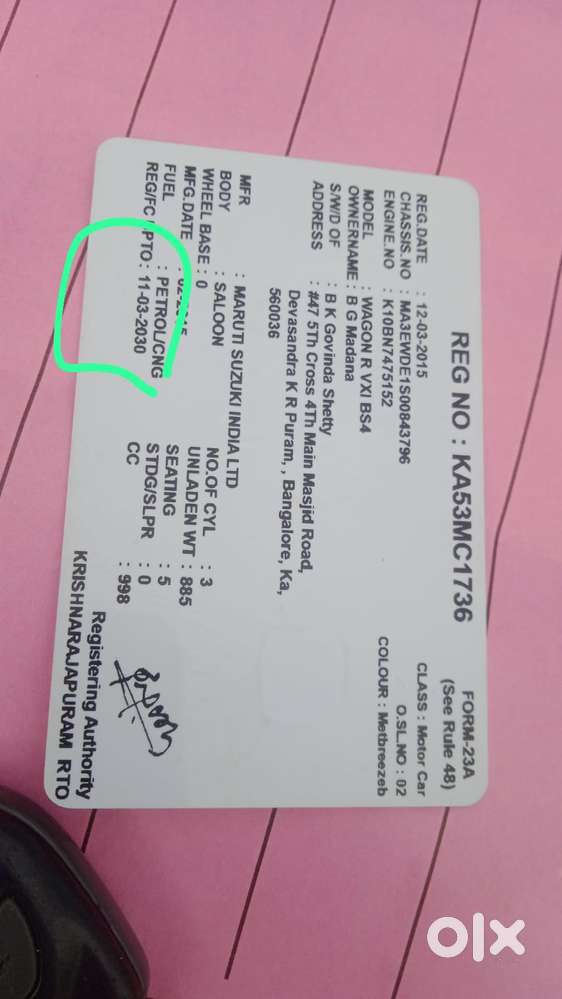 REG NO : KA53MC1736
FORM-23A
(See Rule 48)
REG.DATE : 12-03-2015
CLASS : Motor Car
CHASSIS.NO : MA3EWDE1S00843796
O.SL.NO : 02
ENGINE.NO : K10BN7475152
COLOUR : Metbreezeb
MODEL : WAGON R VXI BS4
OWNERNAME : B G Madana
S/W/D OF : B K Govinda Shetty
ADDRESS : #47 5Th Cross 4Th Main Masjid Road,
Devasandra K R Puram, , Bangalore, Ka,
560036
MFR : MARUTI SUZUKI INDIA LTD
BODY : SALOON
NO.OF CYL : 3
WHEEL BASE : 0
UNLADEN WT : 885
MFG.DATE : 02-2015
SEATING : 5
FUEL : PETROL/CNG
STDG/SLPR : 0
REG/FC UPTO : 11-03-2030
CC : 998
Registering Authority
KRISHNARAJAPURAM RTO
olx